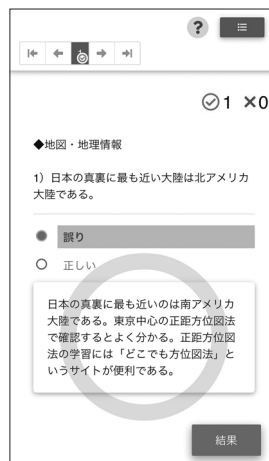 ?
1
1 ×0
◆地図・地理情報
1）日本の真裏に最も近い大陸は北アメリカ
大陸である。
誤り
正しい
日本の真裏に最も近いのは南アメリカ
大陸である。東京中心の正距方位図法
で確認するとよく分かる。正距方位図
法の学習には「どこでも方位図法」と
いうサイトが便利である。
結果